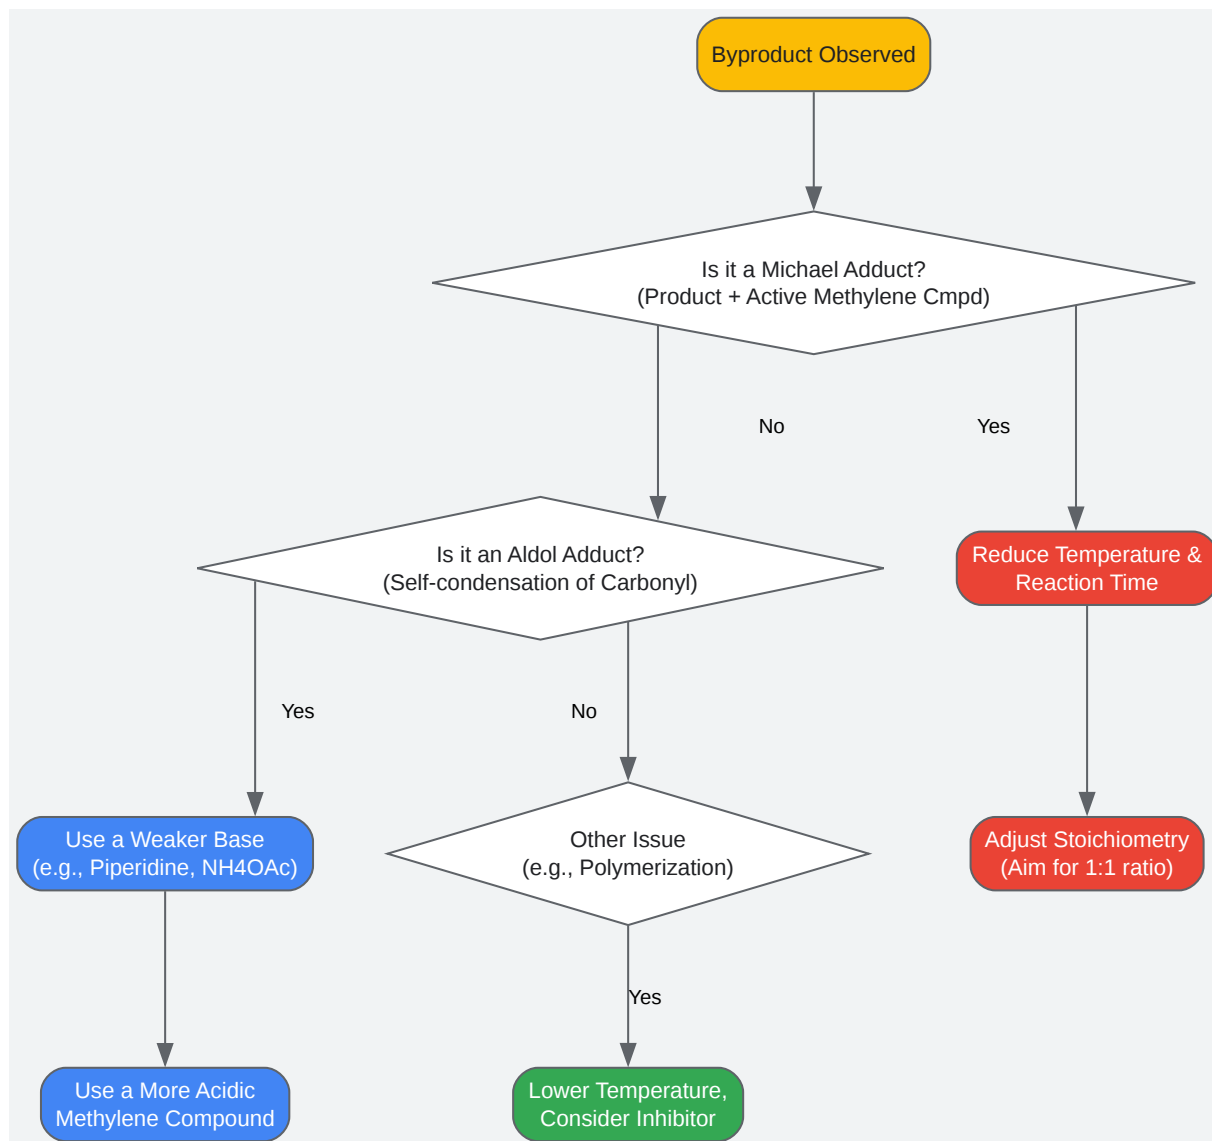 Byproduct Observed
Is it a Michael Adduct?
(Product + Active Methylene Cmpd)
No
Yes
Is it an Aldol Adduct?
(Self-condensation of Carbonyl)
Reduce Temperature &
Reaction Time
Yes
No
Use a Weaker Base
(e.g., Piperidine, NH4OAc)
Other Issue
(e.g., Polymerization)
Adjust Stoichiometry
(Aim for 1:1 ratio)
Yes
Use a More Acidic
Methylene Compound
Lower Temperature,
Consider Inhibitor